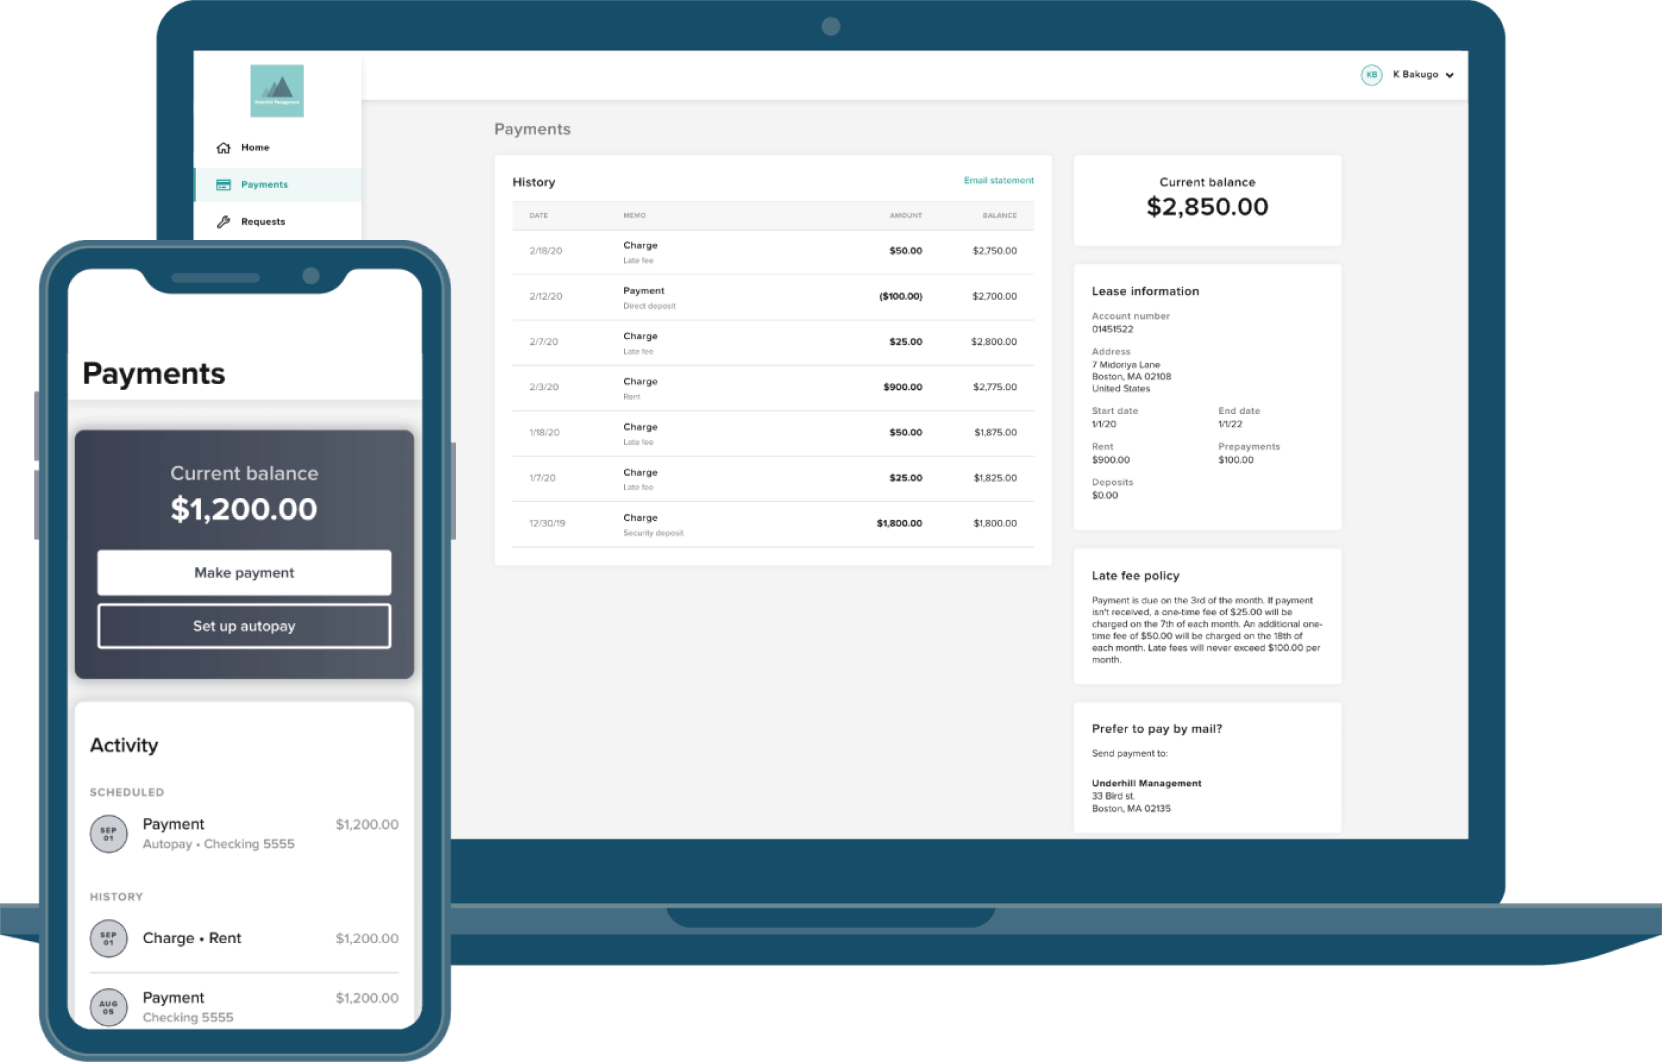 KB K Bakugo
Home
Payments
Requests
Payments
History Email statement
DATE MEMO AMOUNT BALANCE
2/18/20 Charge $50.00 $2,750.00
Late fee
2/12/20 Payment ($100.00) $2,700.00
Direct deposit
2/7/20 Charge $25.00 $2,800.00
Late fee
2/3/20 Charge $900.00 $2,775.00
Rent
1/18/20 Charge $50.00 $1,875.00
Late fee
1/7/20 Charge $25.00 $1,825.00
Late fee
12/30/19 Charge $1,800.00 $1,800.00
Security deposit
Current balance
$2,850.00
Lease information
Account number
01451522
Address
7 Midonya Lane
Boston, MA 02108
United States
Start date End date
1/1/20 1/1/22
Rent Prepayments
$900.00 $100.00
Deposits
$0.00
Late fee policy
Payment is due on the 3rd of the month. If payment
isn't received, a one-time fee of $25.00 will be
charged on the 7th of each month. An additional one-
time fee of $50.00 will be charged on the 18th of
each month. Late fees will never exceed $100.00 per
month.
Prefer to pay by mail?
Send payment to:
Underhill Management
33 Bird st.
Boston, MA 02135
Payments
Current balance
$1,200.00
Make payment
Set up autopay
Activity
SCHEDULED
SEP 01 Payment $1,200.00
Autopay • Checking 5555
HISTORY
SEP 01 Charge • Rent $1,200.00
AUG 05 Payment $1,200.00
Checking 5555